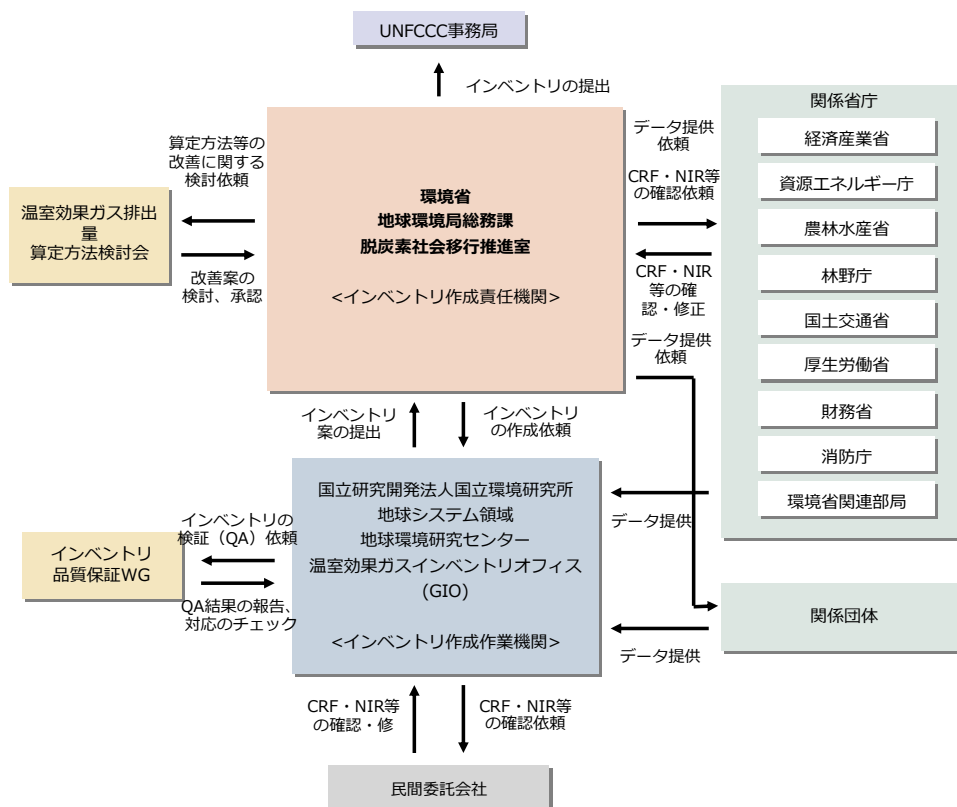 UNFCCC事務局
インベントリの提出
算定方法等の
改善に関する
検討依頼
温室効果ガス排出
量
算定方法検討会
改善案の
検討、承認
環境省
地球環境局総務課
脱炭素社会移行推進室
<インベントリ作成責任機関>
データ提供
依頼
CRF・NIR等
の確認依頼
CRF・NIR
等の確
認・修正
データ提供
依頼
関係省庁
経済産業省
資源エネルギー庁
農林水産省
林野庁
国土交通省
厚生労働省
財務省
消防庁
環境省関連部局
インベントリ
案の提出
インベントリ
の作成依頼
国立研究開発法人国立環境研究所
地球システム領域
地球環境研究センター
温室効果ガスインベントリオフィス
(GIO)
<インベントリ作成作業機関>
インベントリの
検証（QA）依頼
インベントリ
品質保証WG
QA結果の報告、
対応のチェック
データ提供
関係団体
データ提供
CRF・NIR等
の確認・修
CRF・NIR等
の確認依頼
民間委託会社